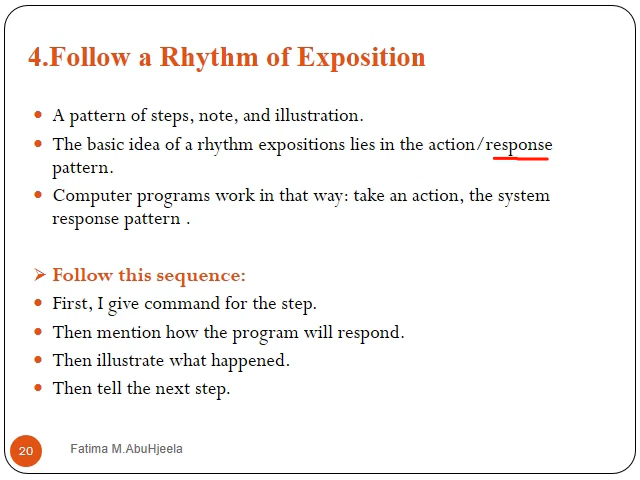 4.Follow a Rhythm of Exposition
• A pattern of steps, note, and illustration.
• The basic idea of a rhythm expositions lies in the action/response
pattern.
• Computer programs work in that way: take an action, the system
response pattern .
➢ Follow this sequence:
• First, I give command for the step.
• Then mention how the program will respond.
• Then illustrate what happened.
• Then tell the next step.
20
Fatima M.AbuHjeela